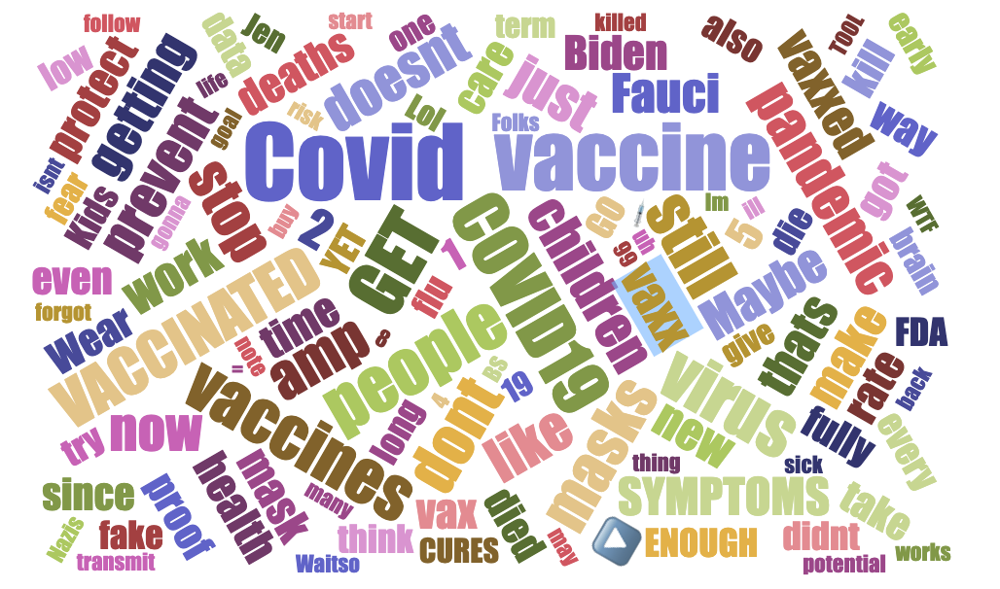 follow
low
protect
getting
data
Jen
life
start
deaths
one
doesnt
term
killed
Biden
also
vaxxed
TOOL
kill
early
care
just
Fauci
way
risk
goal
Lol
Folks
prevent
isnt
fear
Kids
gonna
stop
buy
Covid
vaccine
pandemic
got
WTF
brain
2
YET
GET
1
flu
COVID19
children
GO
uh
99
vaxx
still
Im
ill
5
die
Maybe
even
forgot
work
Wear
VACCINATED
time
amp
8
note
=
people
give
thats
make
FDA
rate
back
vaccines
BS
19
4
dont
long
like
masks
virus
new
fully
every
try
now
since
proof
health
mask
many
vax
died
thing
sick
SYMPTOMS
take
Nazis
fake
transmit
Waitso
think
CURES
may
ENOUGH
didnt
potential
works